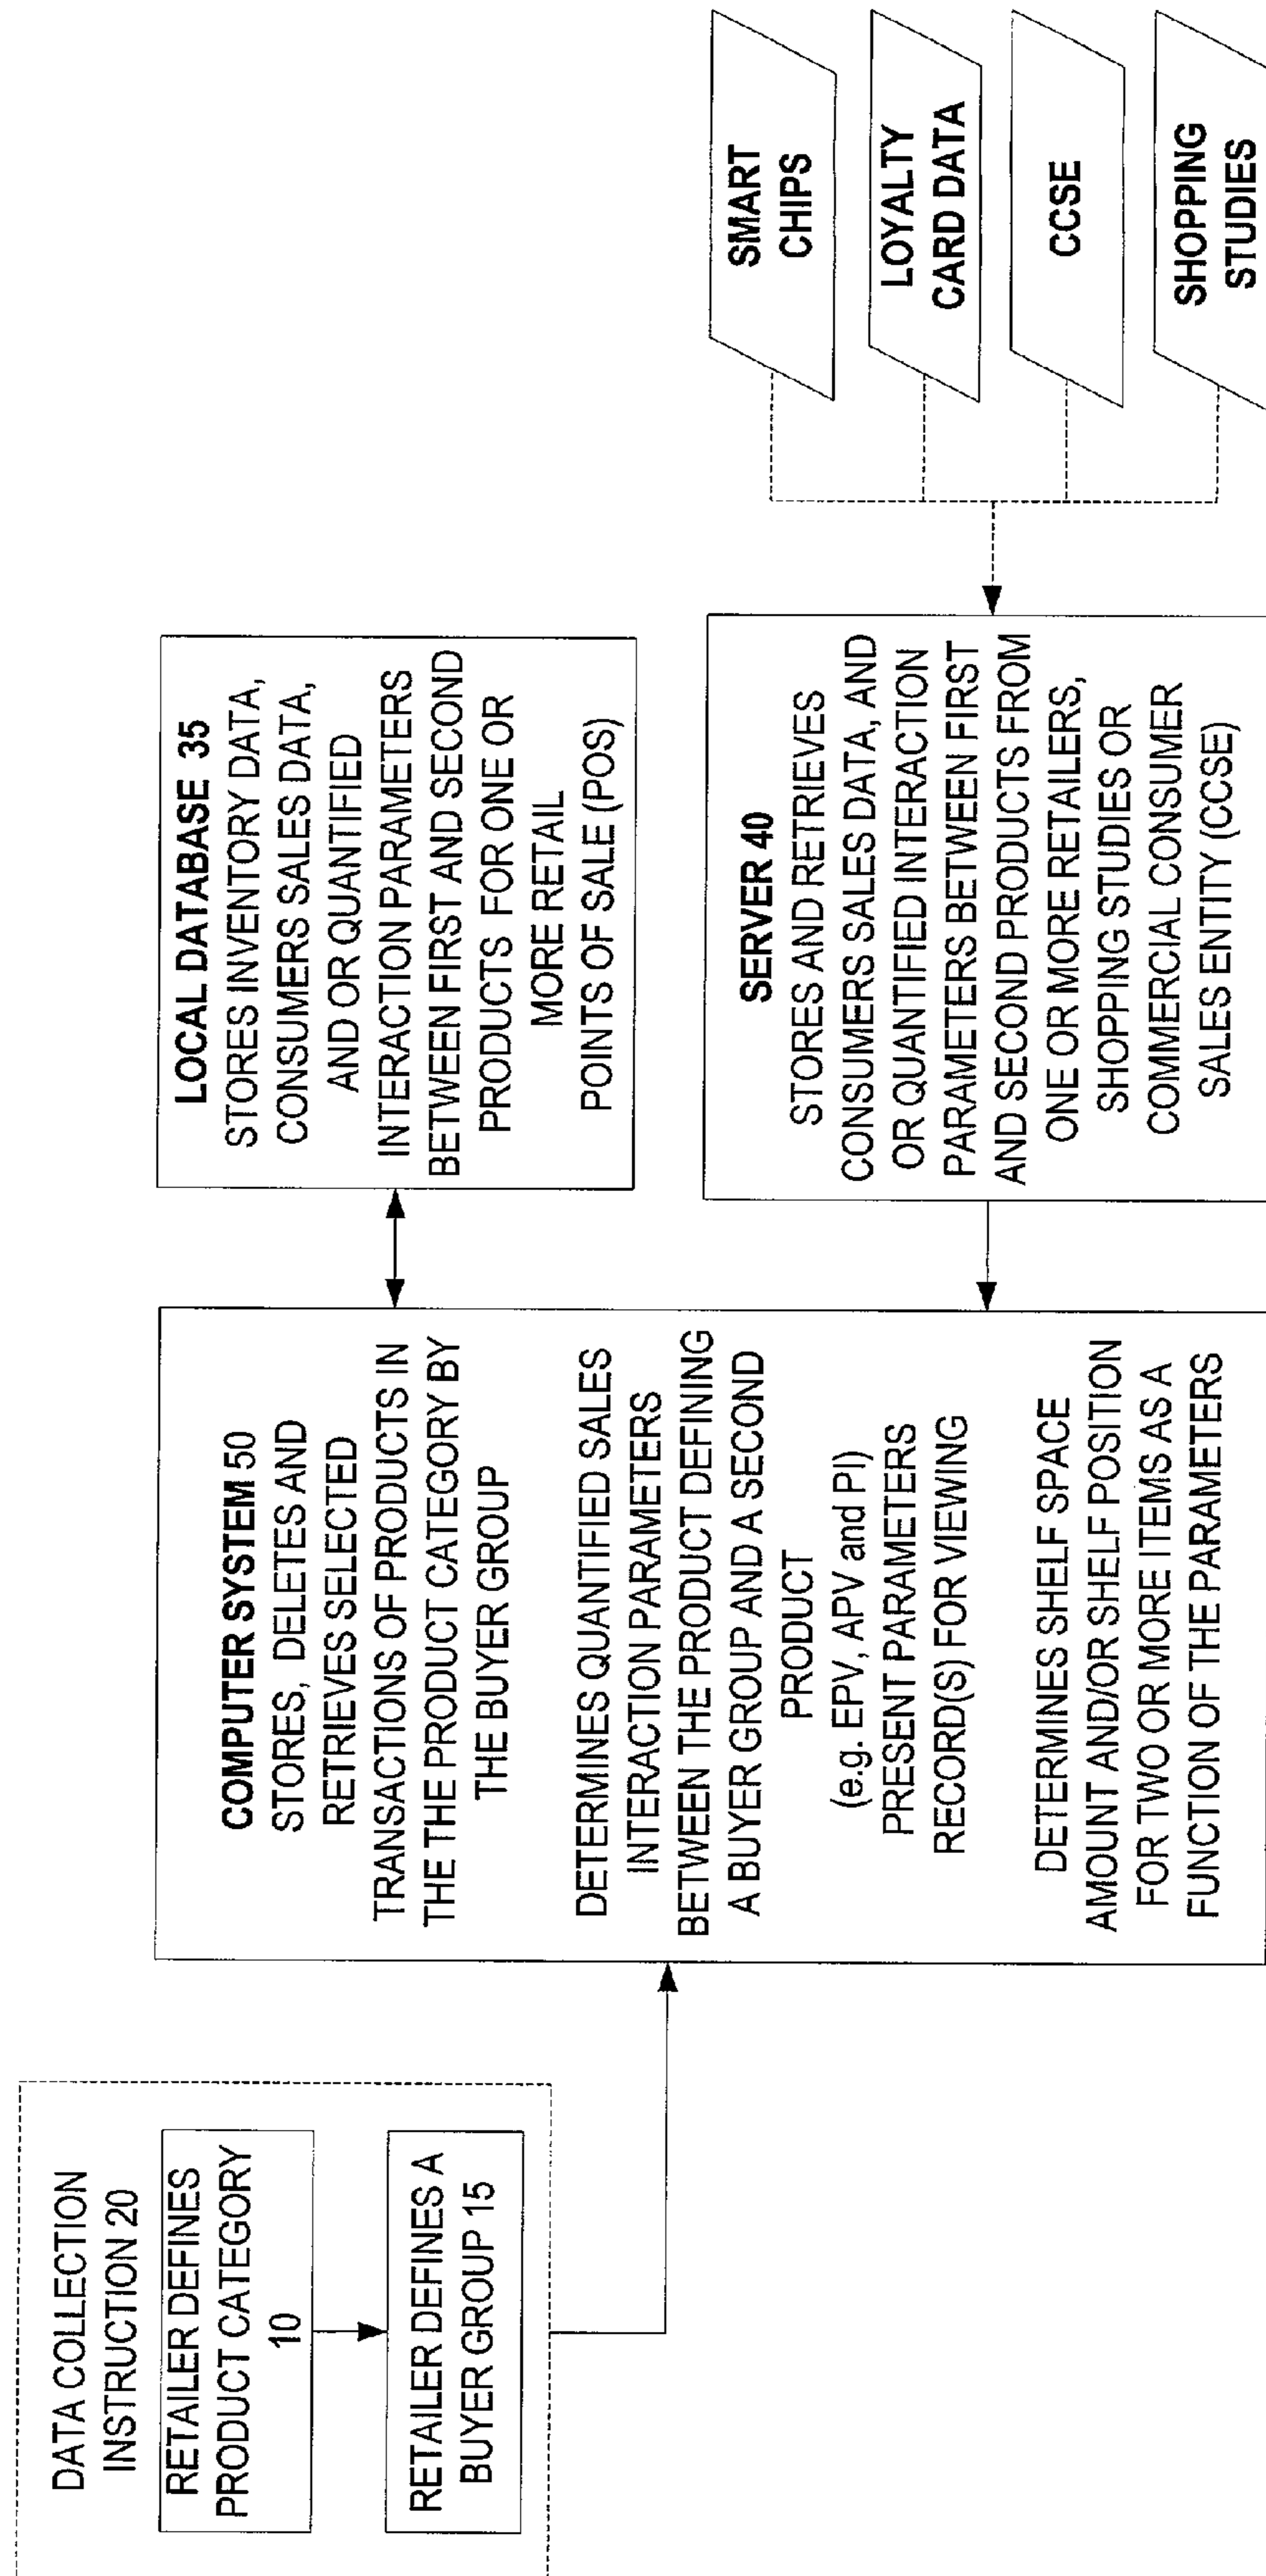 DATA COLLECTION
INSTRUCTION 20
RETAILER DEFINES
PRODUCT CATEGORY
10
RETAILER DEFINES A
BUYER GROUP 15
COMPUTER SYSTEM 50
STORES, DELETES AND
RETRIEVES SELECTED
TRANSACTIONS OF PRODUCTS IN
THE THE PRODUCT CATEGORY BY
THE BUYER GROUP
DETERMINES QUANTIFIED SALES
INTERACTION PARAMETERS
BETWEEN THE PRODUCT DEFINING
A BUYER GROUP AND A SECOND
PRODUCT
(e.g. EPV, APV and PI)
PRESENT PARAMETERS
RECORD(S) FOR VIEWING
DETERMINES SHELF SPACE
AMOUNT AND/OR SHELF POSITION
FOR TWO OR MORE ITEMS AS A
FUNCTION OF THE PARAMETERS
LOCAL DATABASE 35
STORES INVENTORY DATA,
CONSUMERS SALES DATA,
AND OR QUANTIFIED
INTERACTION PARAMETERS
BETWEEN FIRST AND SECOND
PRODUCTS FOR ONE OR
MORE RETAIL
POINTS OF SALE (POS)
SERVER 40
STORES AND RETRIEVES
CONSUMERS SALES DATA, AND
OR QUANTIFIED INTERACTION
PARAMETERS BETWEEN FIRST
AND SECOND PRODUCTS FROM
ONE OR MORE RETAILERS,
SHOPPING STUDIES OR
COMMERCIAL CONSUMER
SALES ENTITY (CCSE)
SMART
CHIPS
LOYALTY
CARD DATA
CCSE
SHOPPING
STUDIES